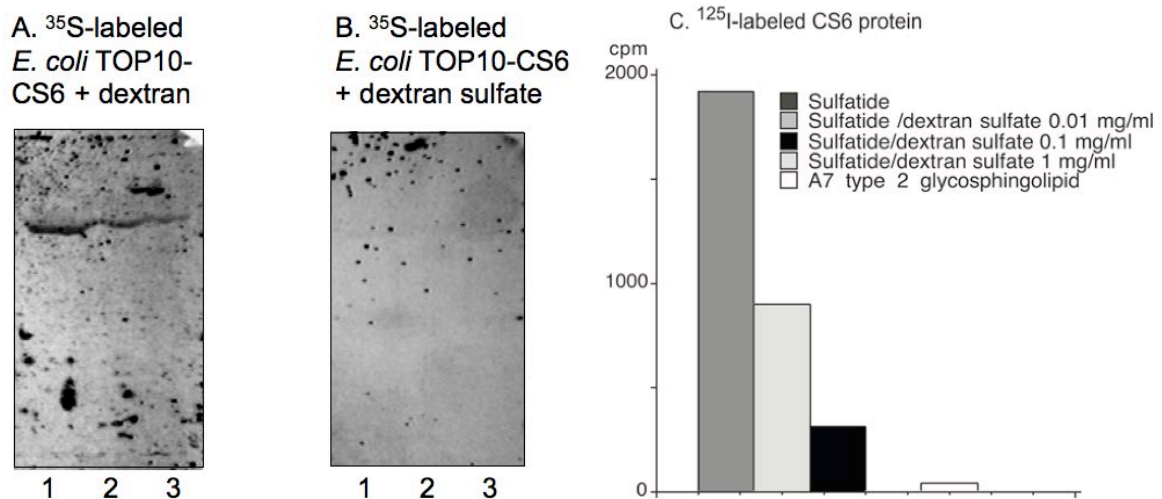 A. ³⁵S-labeled
E. coli TOP10-
CS6 + dextran
1 2 3
B. ³⁵S-labeled
E. coli TOP10-CS6
+ dextran sulfate
1 2 3
C. ¹²⁵I-labeled CS6 protein
cpm
2000
1000
0
Sulfatide
Sulfatide /dextran sulfate 0.01 mg/ml
Sulfatide/dextran sulfate 0.1 mg/ml
Sulfatide/dextran sulfate 1 mg/ml
A7 type 2 glycosphingolipid